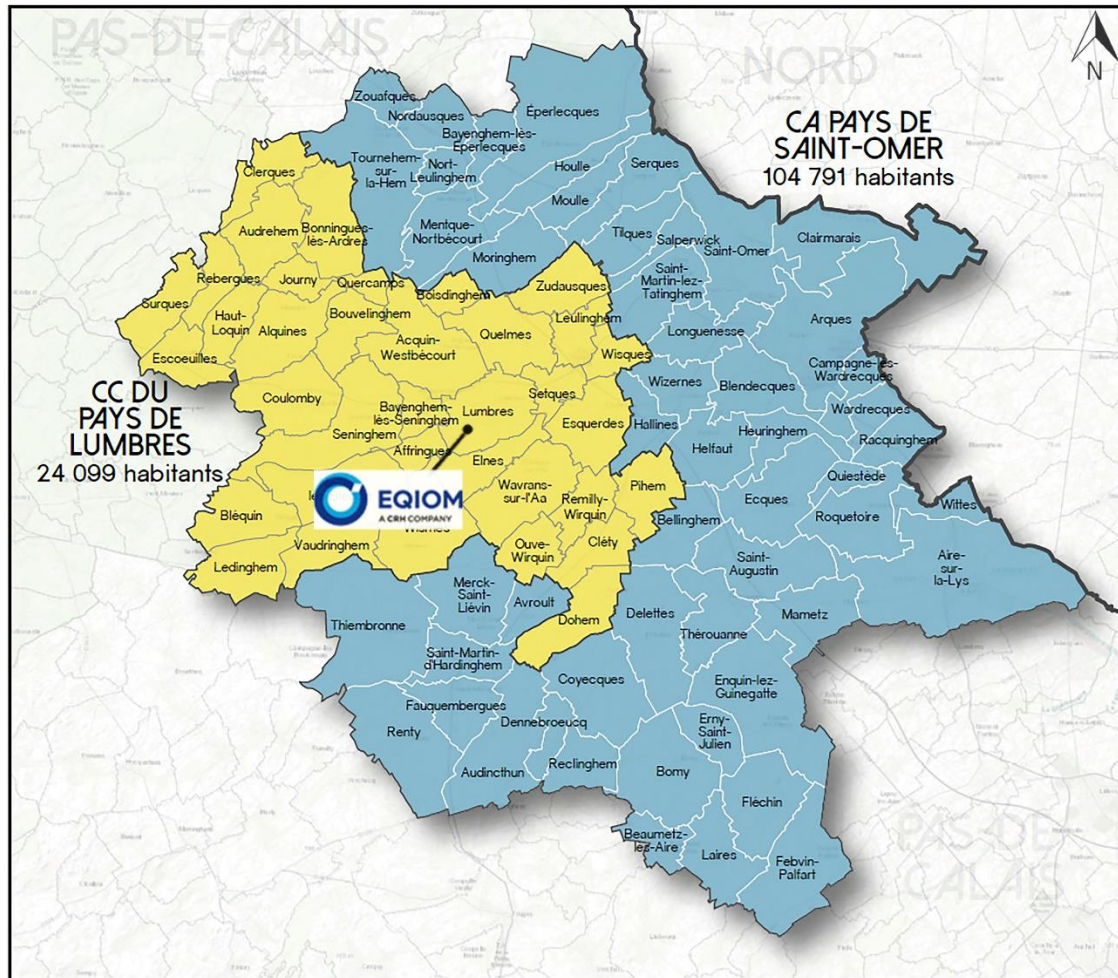 PAS-DE-CALAIS
NORD
N
CA PAYS DE
SAINT-OMER
104 791 habitants
Zouafques
Nordausques
Éperlecques
Bayenghem-lès-
Éperlecques
Tournehem-
sur-
la-Hem
Nort-
Leulinghem
Houlle
Serques
Moulle
Clerques
Audrehem
Bonningues-
lès-Ardres
Mentque-
Nortbécourt
Moringhem
Tilques
Salperwick
Saint-Omer
Clairmarais
Rebergues
Journy
Quercamps
Boisdinghem
Zudausques
Saint-
Martin-lez-
Tatinghem
Surques
Haut-
Loquin
Alquines
Bouvelinghem
Acquin-
Westbécourt
Quelmes
Leulinghem
Longuenesse
Arques
Escoeuilles
Wisques
Campagne-lès-
Wardrecques
CC DU
PAYS DE
LUMBRES
24 099 habitants
Coulomby
Setques
Wizernes
Blendecques
Bayenghem-
lès-Seninghem
Lumbres
Esquerdes
Hallines
Wardrecques
Seninghem
Affringues
Heuringhem
Racquinghem
Elnes
Helfaut
EQIOM
A CRH COMPANY
Wavrans-
sur-l'Aa
Remilly-
Wirquin
Pihem
Quiestède
Ecques
Wittes
Bléquin
Bellinghem
Roquetoire
Vaudringhem
Wismes
Ouve-
Wirquin
Cléty
Ledinghem
Saint-
Augustin
Aire-
sur-
la-Lys
Merck-
Saint-
Liévin
Avroult
Thiembronne
Dohem
Delettes
Mametz
Thérouanne
Saint-Martin-
d'Hardinghem
Coyecques
Enquin-lez-
Guinegatte
Fauquembergues
Renty
Dennebroeucq
Erny-
Saint-
Julien
Audincthun
Reclinghem
Bomy
Fléchin
Beaumetz-
lès-Aire
Laires
Febvin-
Palfart
PAS-DE
CALAIS